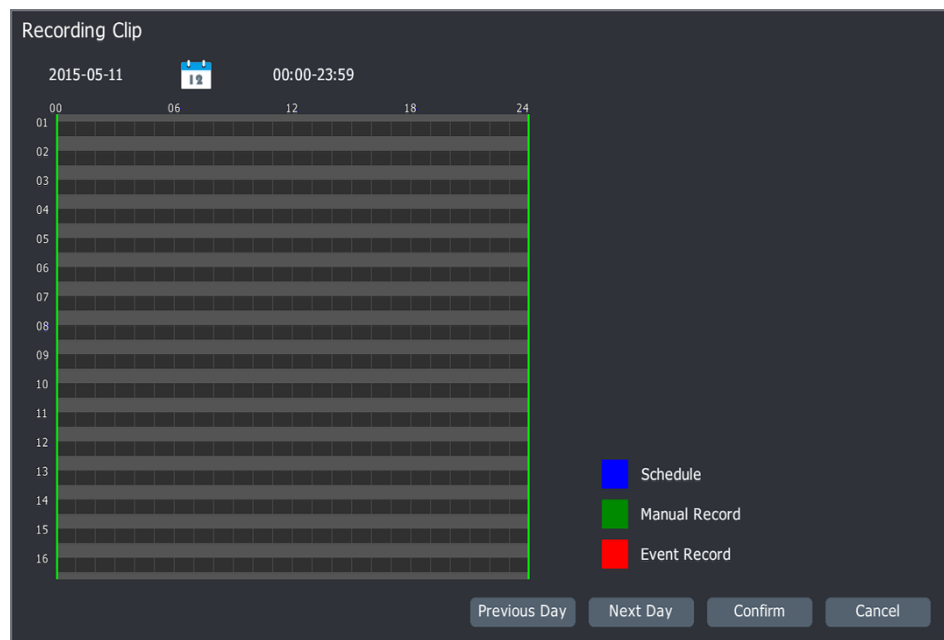 Recording Clip
2015-05-11 12 00:00-23:59
00 06 12 18 24
01
02
03
04
05
06
07
08
09
10
11
12
13
14
15
16
Schedule
Manual Record
Event Record
Previous Day Next Day Confirm Cancel